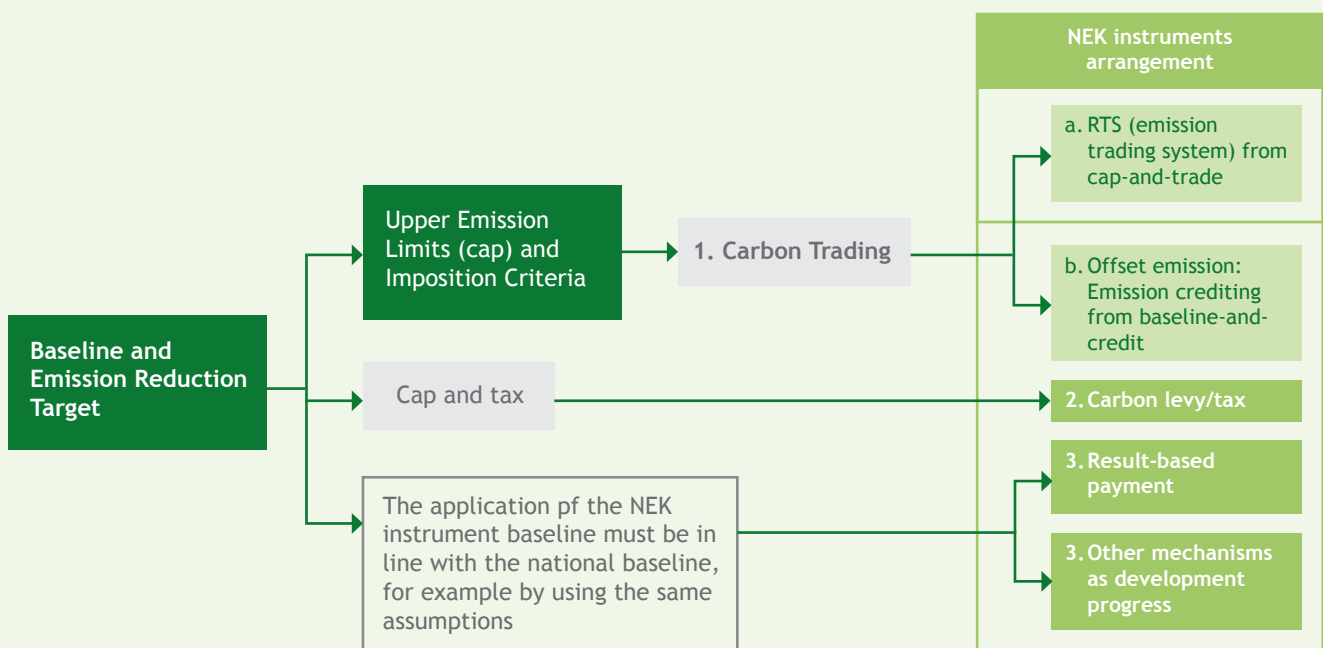 NEK instruments
arrangement
a. RTS (emission
trading system) from
cap-and-trade
Upper Emission
Limits (cap) and
Imposition Criteria
1. Carbon Trading
b. Offset emission:
Emission crediting
from baseline-and-
credit
Baseline and
Emission Reduction
Target
Cap and tax
2. Carbon levy/tax
3. Result-based
payment
The application pf the NEK
instrument baseline must be in
line with the national baseline,
for example by using the same
assumptions
3. Other mechanisms
as development
progress